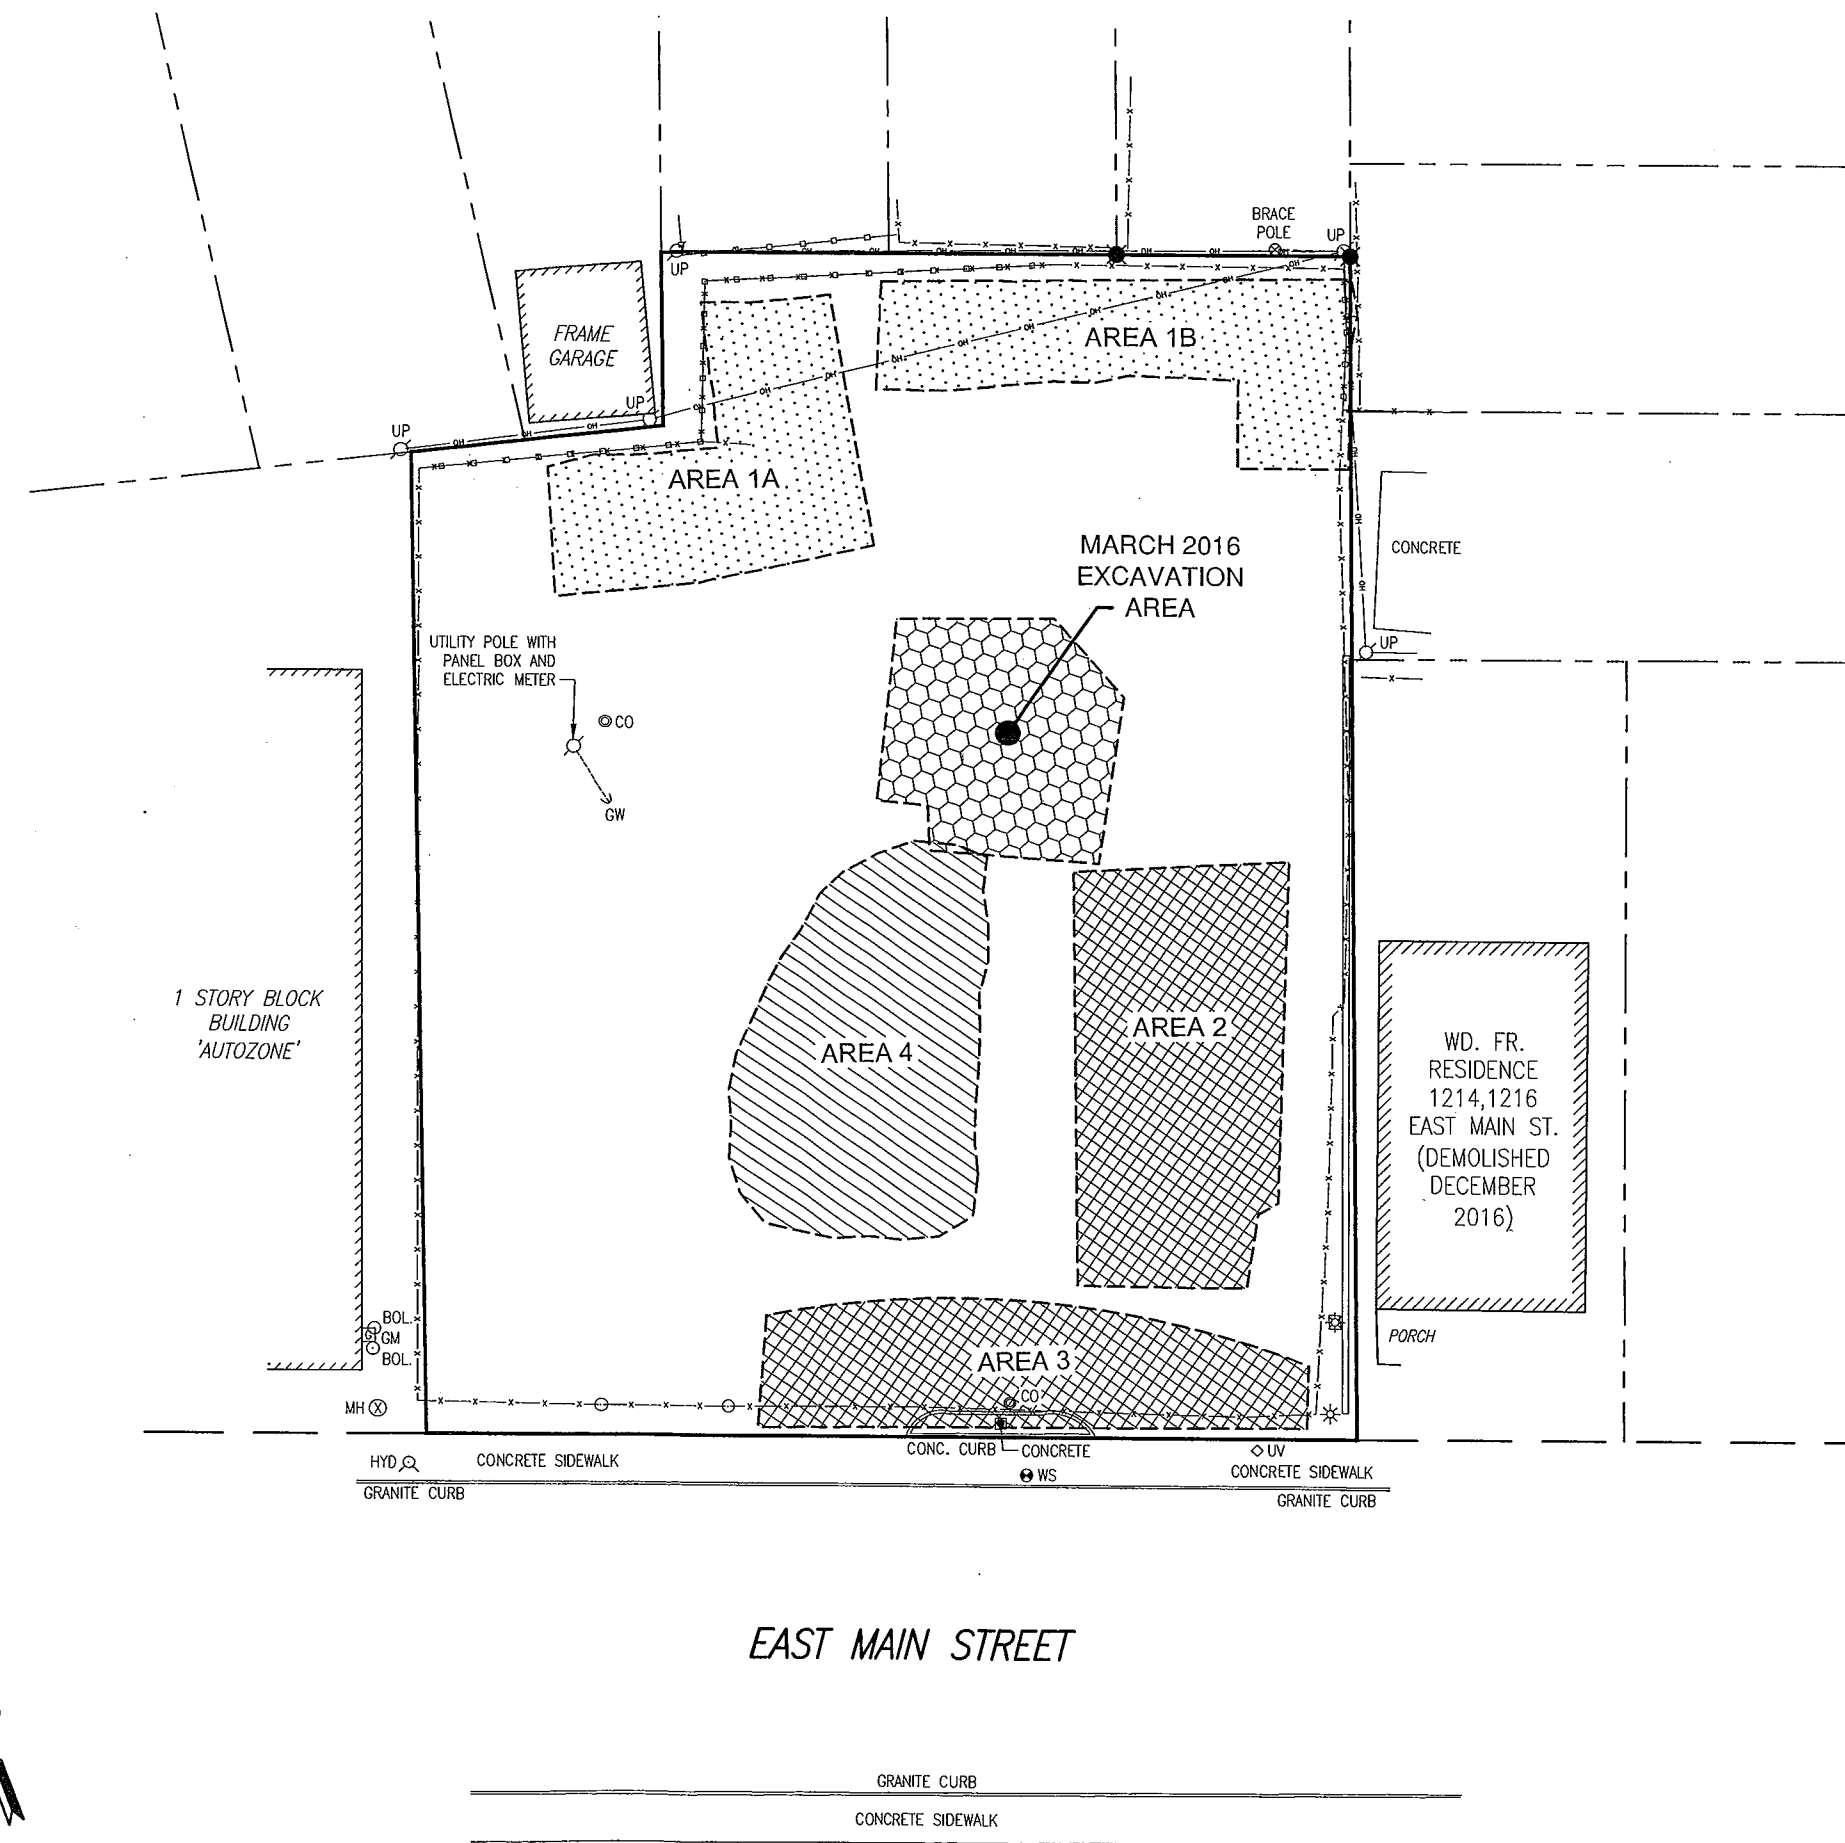 BRACE
POLE
UP
UP
FRAME
GARAGE
AREA 1B
UP
UP
AREA 1A
MARCH 2016
EXCAVATION
AREA
CONCRETE
UP
UTILITY POLE WITH
PANEL BOX AND
ELECTRIC METER
CO
GW
1 STORY BLOCK
BUILDING
'AUTOZONE'
AREA 4
AREA 2
WD. FR.
RESIDENCE
1214,1216
EAST MAIN ST.
(DEMOLISHED
DECEMBER
2016)
BOL.
G GM
BOL.
PORCH
AREA 3
CO
MH X
CONC. CURB
CONCRETE
UV
HYD
CONCRETE SIDEWALK
WS
CONCRETE SIDEWALK
GRANITE CURB
GRANITE CURB
EAST MAIN STREET
GRANITE CURB
CONCRETE SIDEWALK